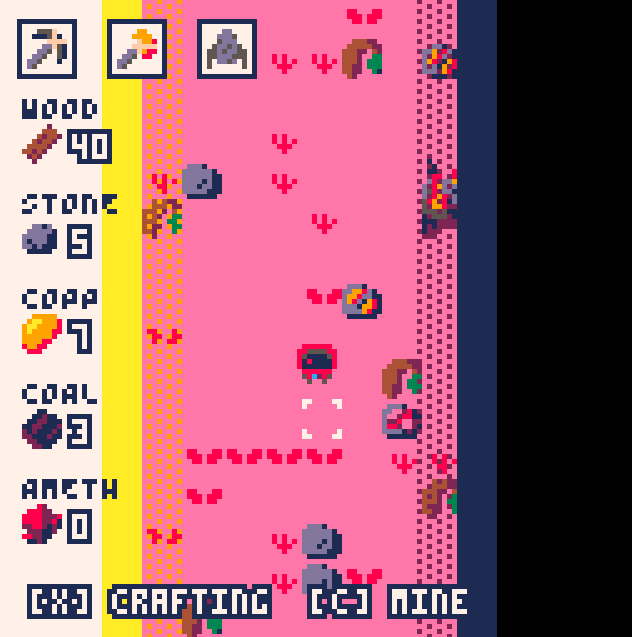 WOOD
40
STONE
5
COPP
7
COAL
3
AMETH
0
[X] CRAFTING [C] MINE